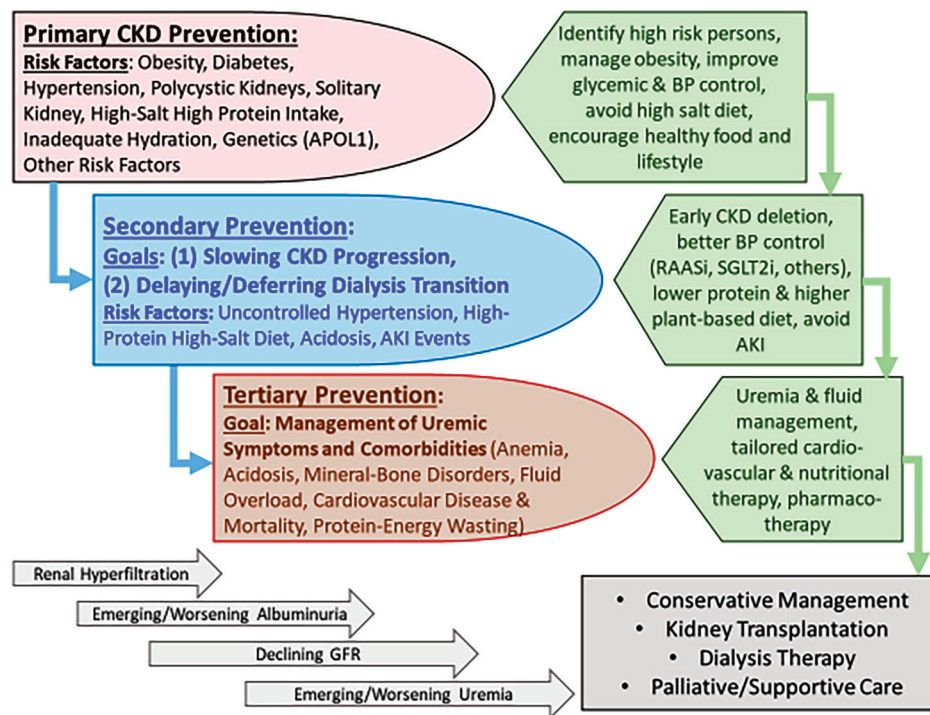 Primary CKD Prevention:
Risk Factors: Obesity, Diabetes,
Hypertension, Polycystic Kidneys, Solitary
Kidney, High-Salt High Protein Intake,
Inadequate Hydration, Genetics (APOL1),
Other Risk Factors
Identify high risk persons,
manage obesity, improve
glycemic & BP control,
avoid high salt diet,
encourage healthy food and
lifestyle
Secondary Prevention:
Goals: (1) Slowing CKD Progression,
(2) Delaying/Deferring Dialysis Transition
Risk Factors: Uncontrolled Hypertension, High-
Protein High-Salt Diet, Acidosis, AKI Events
Early CKD deletion,
better BP control
(RAASi, SGLT2i, others),
lower protein & higher
plant-based diet, avoid
AKI
Tertiary Prevention:
Goal: Management of Uremic
Symptoms and Comorbidities (Anemia,
Acidosis, Mineral-Bone Disorders, Fluid
Overload, Cardiovascular Disease &
Mortality, Protein-Energy Wasting)
Uremia & fluid
management,
tailored cardio-
vascular & nutritional
therapy, pharmaco-
therapy
Renal Hyperfiltration
Emerging/Worsening Albuminuria
Declining GFR
Emerging/Worsening Uremia
• Conservative Management
• Kidney Transplantation
• Dialysis Therapy
• Palliative/Supportive Care